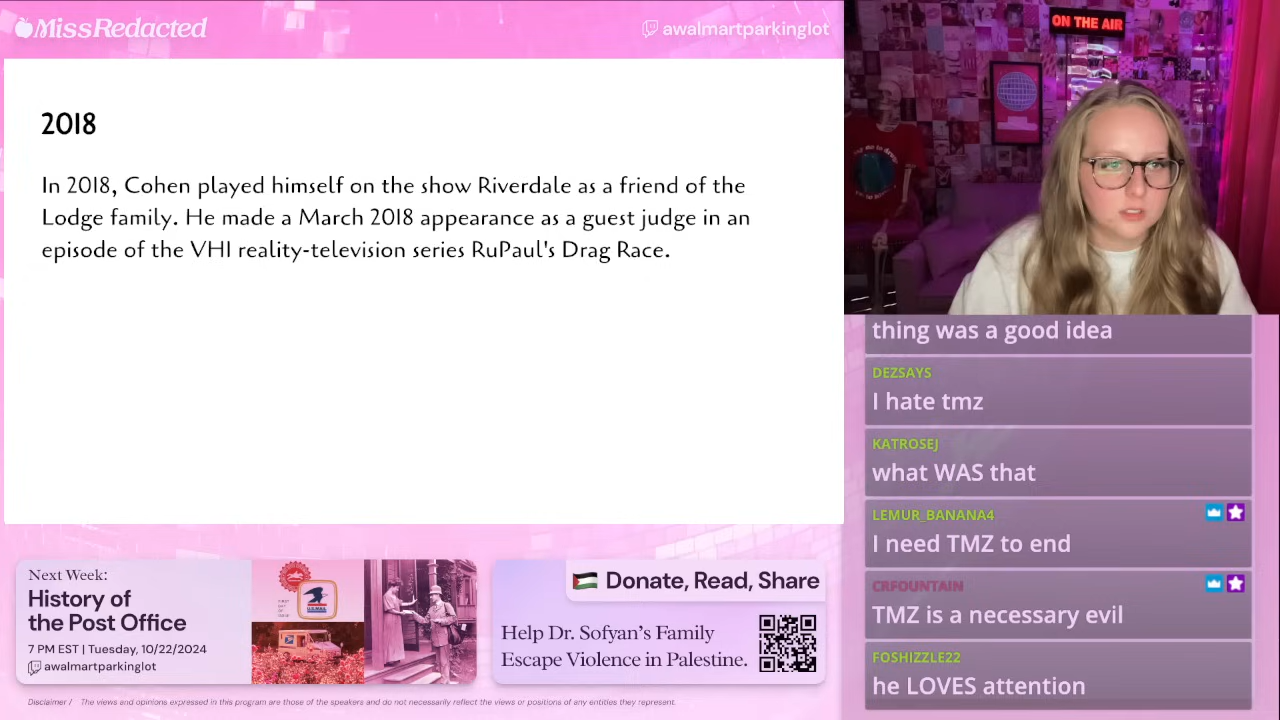 MissRedacted
awalmartparkinglot
ON THE AIR
2018
In 2018, Cohen played himself on the show Riverdale as a friend of the
Lodge family. He made a March 2018 appearance as a guest judge in an
episode of the VH1 reality-television series RuPaul's Drag Race.
thing was a good idea
DEZSAYS
I hate tmz
KATROSEJ
what WAS that
LEMUR_BANANA4
I need TMZ to end
CRFOUNTAIN
TMZ is a necessary evil
FOSHIZZLE22
he LOVES attention
Next Week:
History of
the Post Office
7 PM EST | Tuesday, 10/22/2024
awalmartparkinglot
Donate, Read, Share
Help Dr. Sofyan's Family
Escape Violence in Palestine.
Disclaimer / The views and opinions expressed in this program are those of the speakers and do not necessarily reflect the views or positions of any entities they represent.